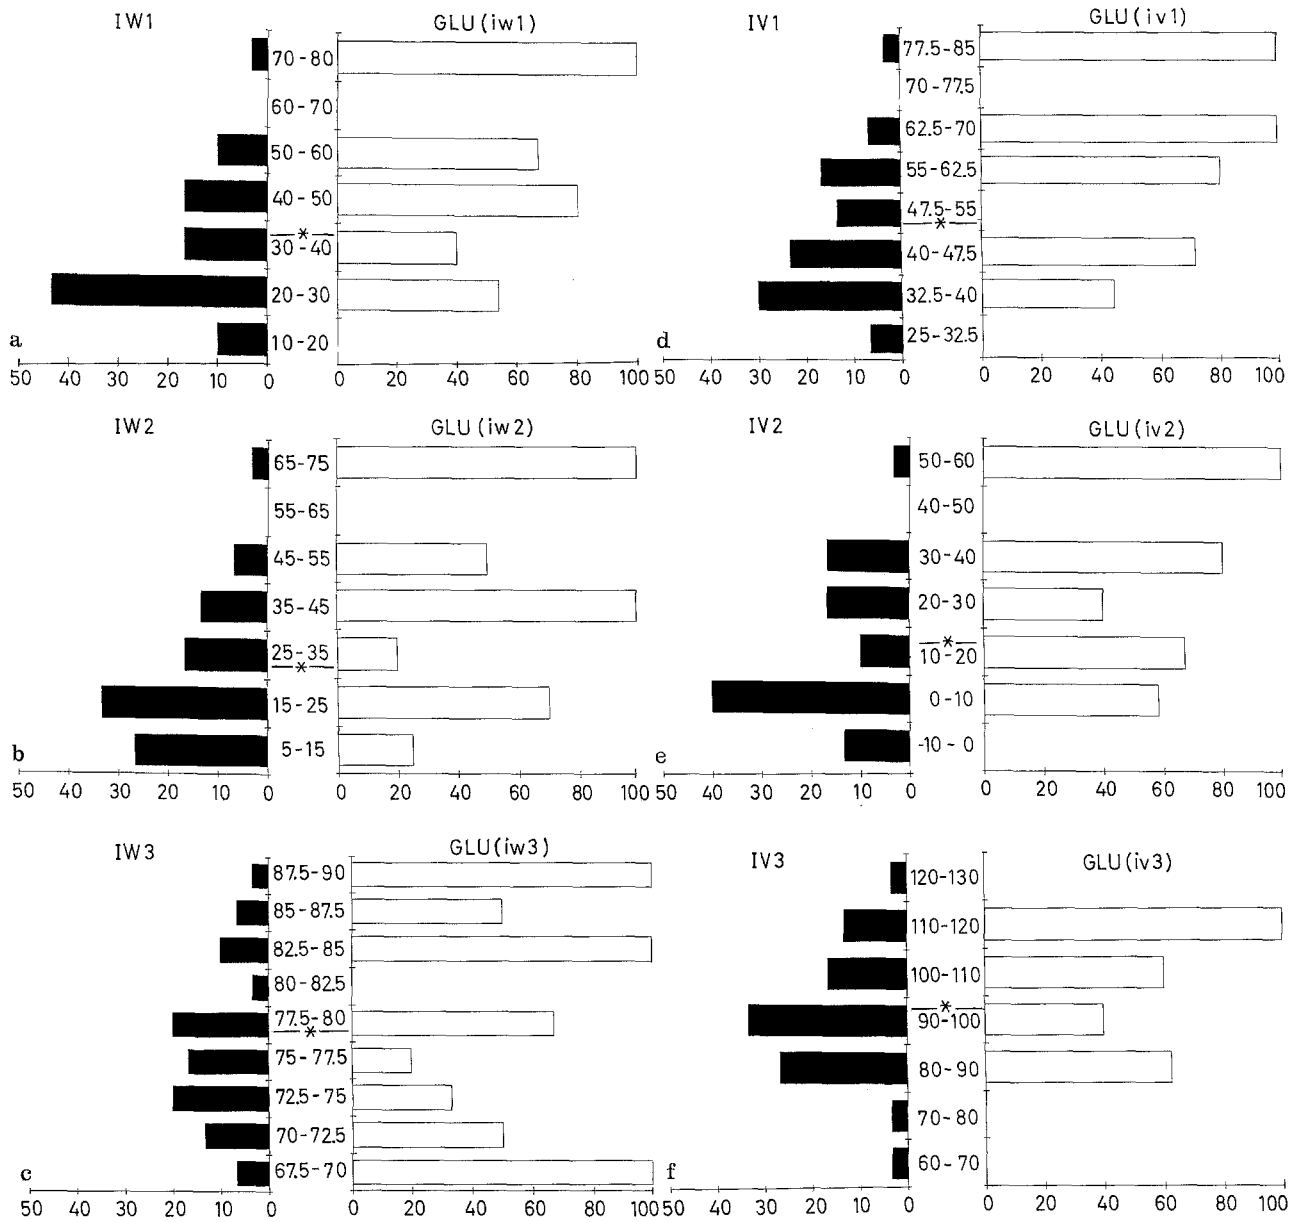 IW1
GLU(iw1)
70-80
60-70
50-60
40-50
*
30-40
20-30
10-20
a
50 40 30 20 10 0
0 20 40 60 80 100
IV1
GLU(iv1)
77.5-85
70-77.5
62.5-70
55-62.5
47.5-55
*
40-47.5
32.5-40
25-32.5
d
50 40 30 20 10 0
0 20 40 60 80 100
IW2
GLU(iw2)
65-75
55-65
45-55
35-45
25-35
*
15-25
5-15
b
50 40 30 20 10 0
0 20 40 60 80 100
IV2
GLU(iv2)
50-60
40-50
30-40
20-30
*
10-20
0-10
-10-0
e
50 40 30 20 10 0
0 20 40 60 80 100
IW3
GLU(iw3)
87.5-90
85-87.5
82.5-85
80-82.5
77.5-80
*
75-77.5
72.5-75
70-72.5
67.5-70
c
50 40 30 20 10 0
0 20 40 60 80 100
IV3
GLU(iv3)
120-130
110-120
100-110
*
90-100
80-90
70-80
60-70
f
50 40 30 20 10 0
0 20 40 60 80 100